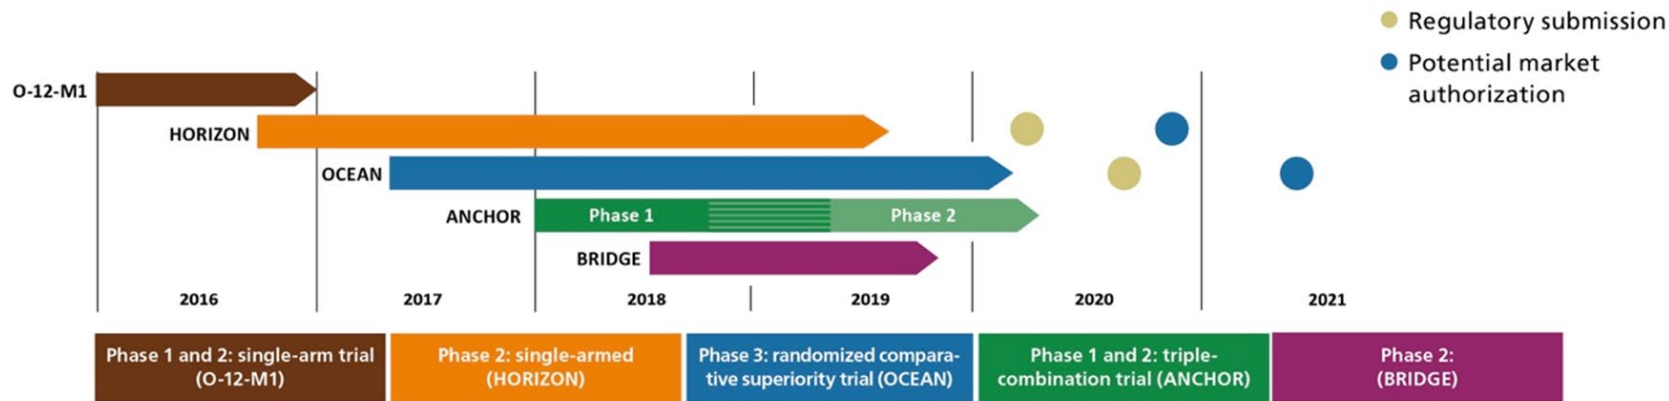 Regulatory submission
Potential market
authorization
O-12-M1
HORIZON
OCEAN
ANCHOR
Phase 1
Phase 2
BRIDGE
2016
2017
2018
2019
2020
2021
Phase 1 and 2: single-arm trial
(O-12-M1)
Phase 2: single-armed
(HORIZON)
Phase 3: randomized compara-
tive superiority trial (OCEAN)
Phase 1 and 2: triple-
combination trial (ANCHOR)
Phase 2:
(BRIDGE)